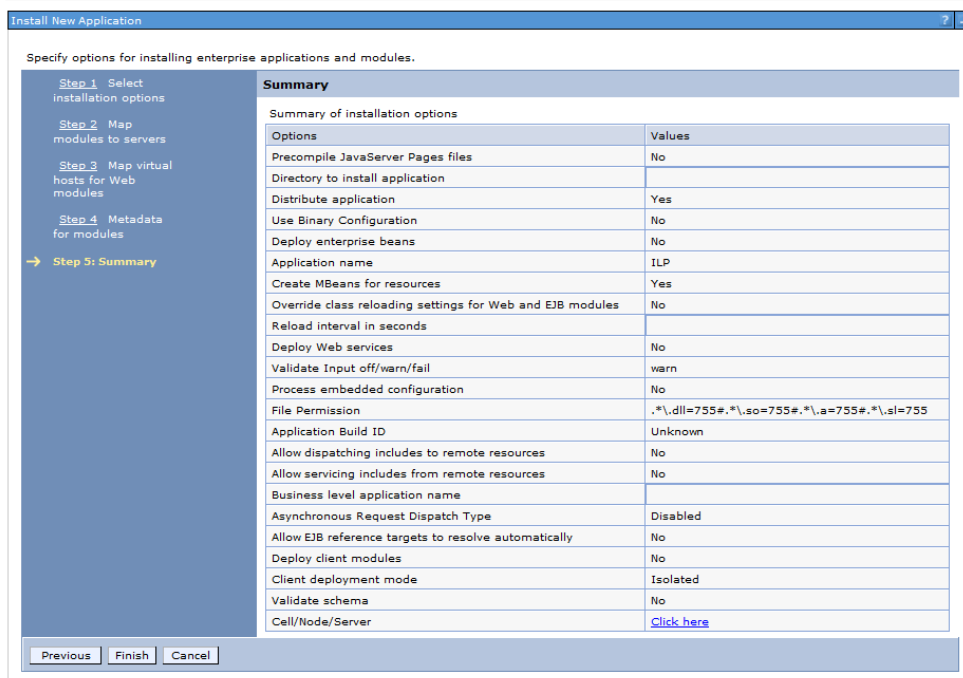 Install New Application ?
Specify options for installing enterprise applications and modules.
Step 1 Select
installation options
Step 2 Map
modules to servers
Step 3 Map virtual
hosts for Web
modules
Step 4 Metadata
for modules
→ Step 5: Summary
Summary
Summary of installation options
Options Values
Precompile JavaServer Pages files No
Directory to install application
Distribute application Yes
Use Binary Configuration No
Deploy enterprise beans No
Application name ILP
Create MBeans for resources Yes
Override class reloading settings for Web and EJB modules No
Reload interval in seconds
Deploy Web services No
Validate Input off/warn/fail warn
Process embedded configuration No
File Permission .*\.dll=755#.*\.so=755#.*\.a=755#.*\.sl=755
Application Build ID Unknown
Allow dispatching includes to remote resources No
Allow servicing includes from remote resources No
Business level application name
Asynchronous Request Dispatch Type Disabled
Allow EJB reference targets to resolve automatically No
Deploy client modules No
Client deployment mode Isolated
Validate schema No
Cell/Node/Server Click here
Previous Finish Cancel